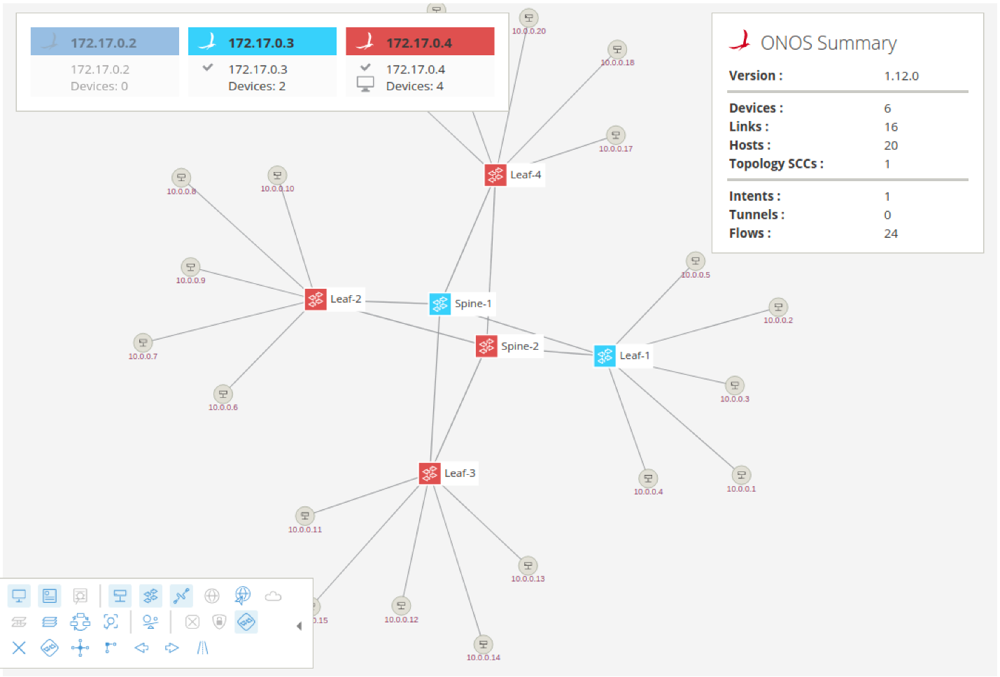 172.17.0.2
172.17.0.2
Devices: 0
172.17.0.3
172.17.0.3
Devices: 2
172.17.0.4
172.17.0.4
Devices: 4
ONOS Summary
Version : 1.12.0
Devices : 6
Links : 16
Hosts : 20
Topology SCCs : 1
Intents : 1
Tunnels : 0
Flows : 24
10.0.0.20
10.0.0.18
10.0.0.17
Leaf-4
10.0.0.8
10.0.0.10
10.0.0.9
10.0.0.5
Leaf-2
Spine-1
10.0.0.2
Spine-2
Leaf-1
10.0.0.7
10.0.0.6
10.0.0.3
Leaf-3
10.0.0.4
10.0.0.1
10.0.0.11
10.0.0.13
0.15
10.0.0.12
10.0.0.14